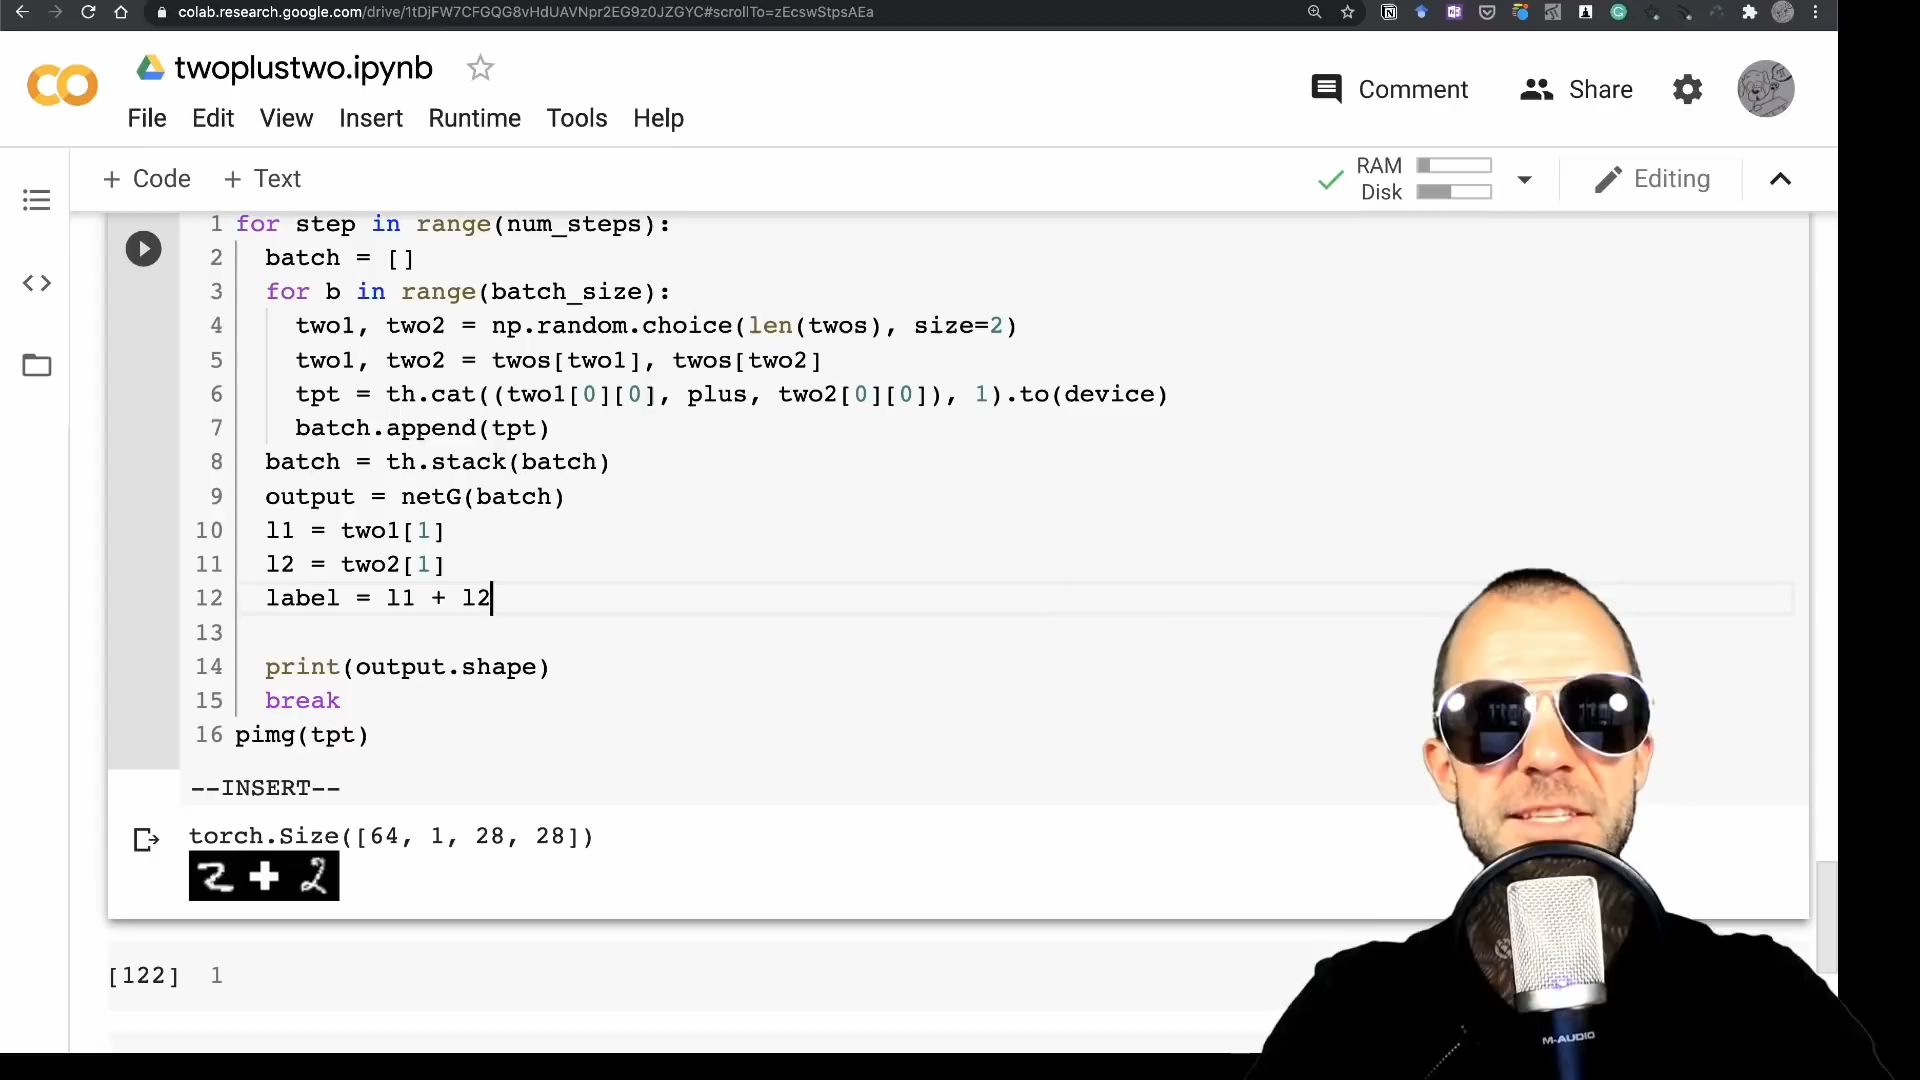 colab.research.google.com/drive/1tDjFW7CFGQG8vHdUAVNpr2EG9z0JZGYC#scrollTo=zEcswStpsAEa
twoplustwo.ipynb
Comment Share
File Edit View Insert Runtime Tools Help
+ Code + Text
RAM
Disk
Editing
1 for step in range(num_steps):
2 batch = []
3 for b in range(batch_size):
4 two1, two2 = np.random.choice(len(twos), size=2)
5 two1, two2 = twos[two1], twos[two2]
6 tpt = th.cat((two1[0][0], plus, two2[0][0]), 1).to(device)
7 batch.append(tpt)
8 batch = th.stack(batch)
9 output = netG(batch)
10 l1 = two1[1]
11 l2 = two2[1]
12 label = l1 + l2
13
14 print(output.shape)
15 break
16 pimg(tpt)
--INSERT--
torch.Size([64, 1, 28, 28])
2 + 2
[122] 1
M-AUDIO